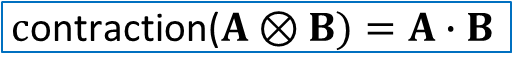 contraction(𝐀 ⊗ 𝐁) = 𝐀 · 𝐁